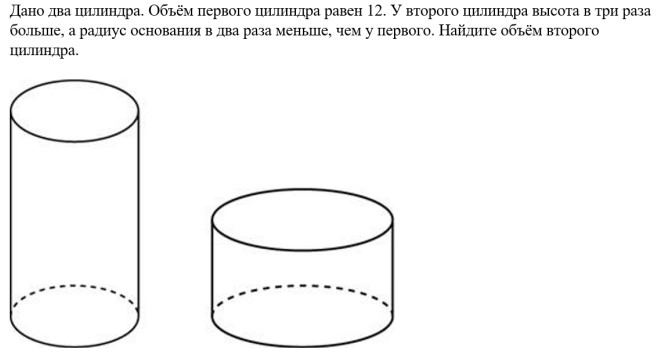 Дано два цилиндра. Объём первого цилиндра равен 12. У второго цилиндра высота в три раза
больше, а радиус основания в два раза меньше, чем у первого. Найдите объём второго
цилиндра.